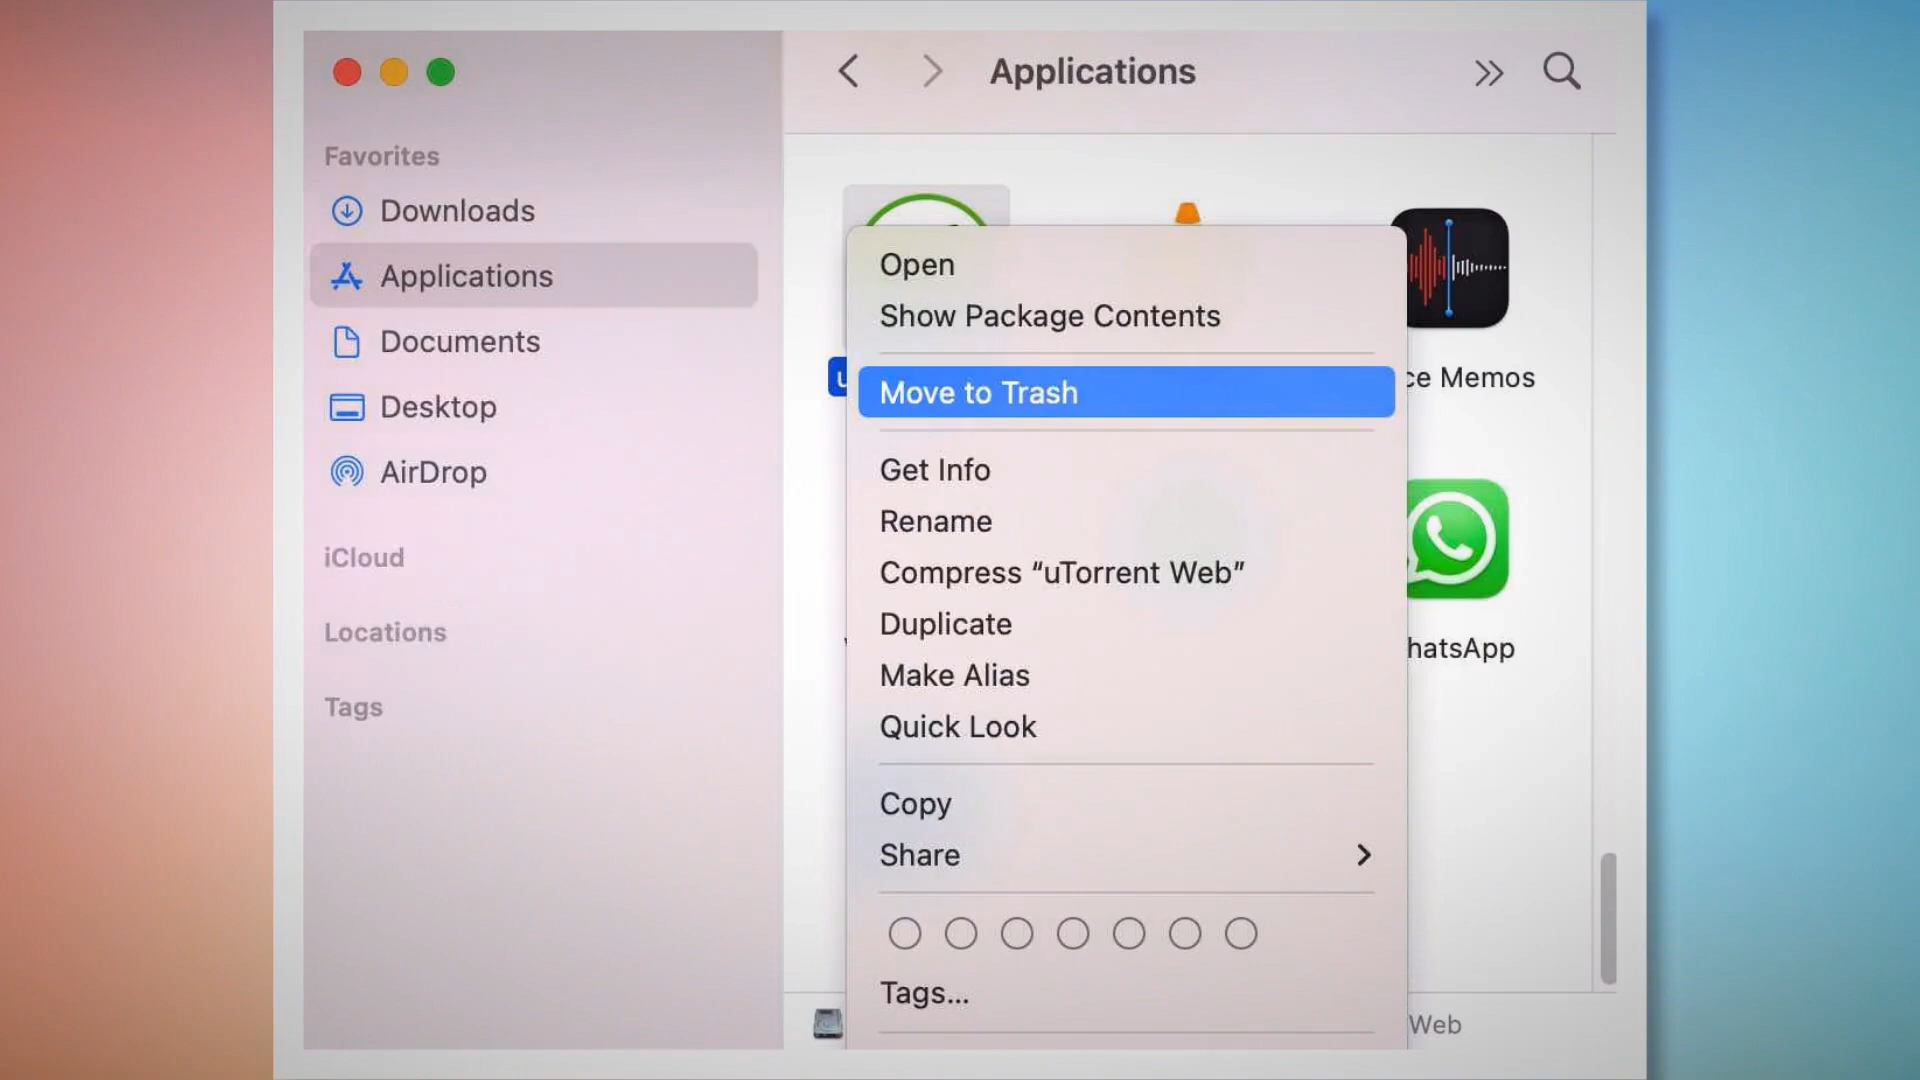 Applications
Favorites
Downloads
Applications
Documents
Desktop
AirDrop
iCloud
Locations
Tags
Open
Show Package Contents
Move to Trash
Get Info
Rename
Compress “uTorrent Web”
Duplicate
Make Alias
Quick Look
Copy
Share
Tags...
ce Memos
hatsApp
Web